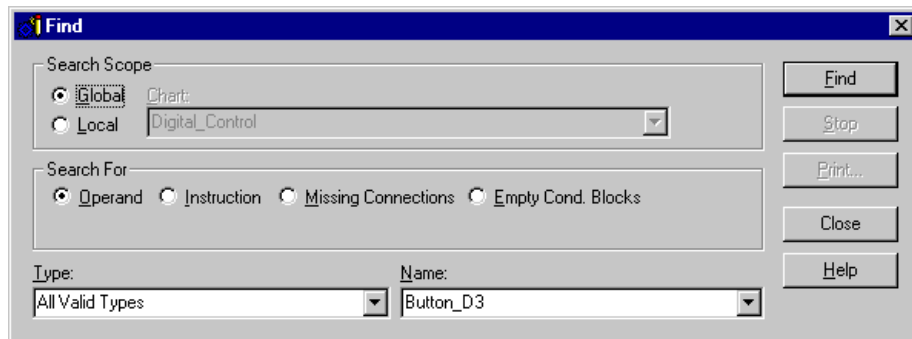 Find
Search Scope
Global
Chart:
Local
Digital_Control
Search For
Operand
Instruction
Missing Connections
Empty Cond. Blocks
Type:
All Valid Types
Name:
Button_D3
Find
Stop
Print...
Close
Help